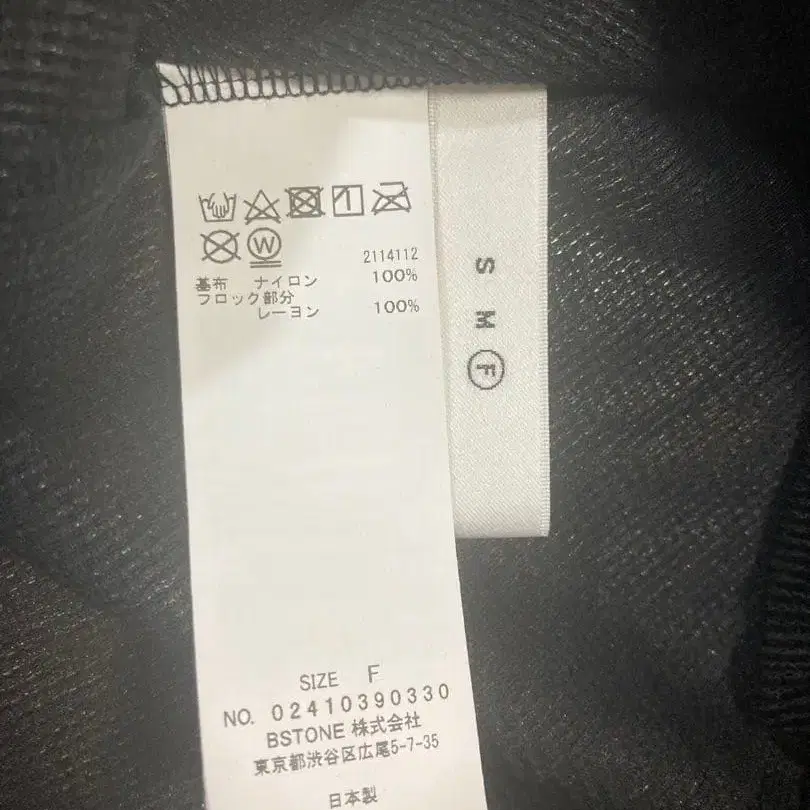 2114112
基布 ナイロン 100%
フロック部分
レーヨン 100%
SIZE F
NO. 02410390330
BSTONE 株式会社
東京都渋谷区広尾5-7-35
日本製
S M F